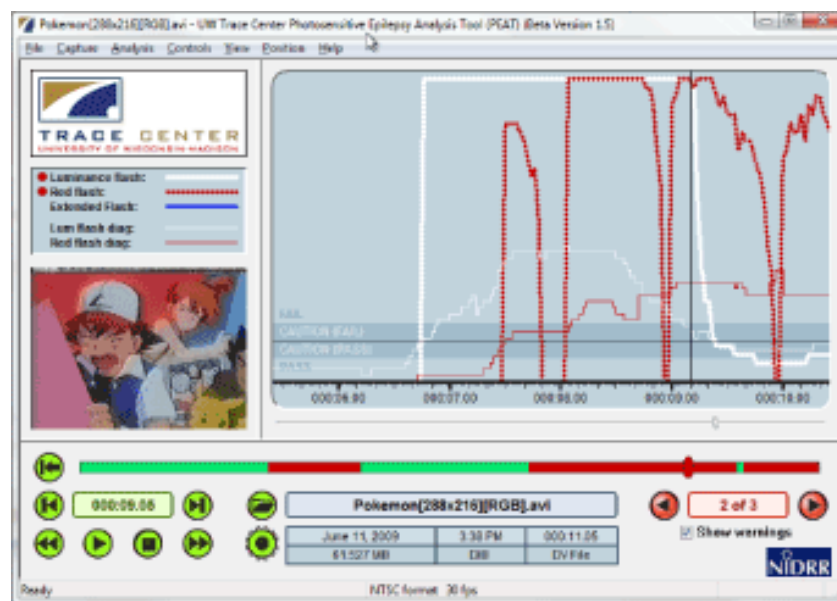 Pokemon[288x216][RGB].avi - UW Trace Center Photosensitive Epilepsy Analysis Tool (PEAT) (Beta Version 1.5)
File Capture Analysis Controls View Position Help
TRACE CENTER
UNIVERSITY OF WISCONSIN-MADISON
Luminance flash:
Red flash:
Extended Flash:
Lum flash diag:
Red flash diag:
FAIL
CAUTION (FAIL)
CAUTION (PASS)
PASS
000:06.00 000:07.00 000:08.00 000:09.00 000:10.00
000:09.05
Pokemon[288x216][RGB].avi
2 of 3
June 11, 2009 3:38 PM 000:11.05
61.527 MB DIB DV File
Show warnings
NIDRR
Ready NTSC format 30 fps